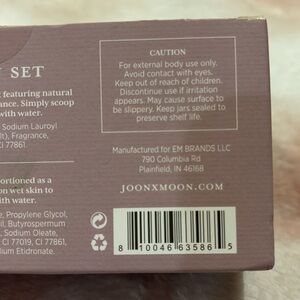 SET
featuring natural
ance. Simply scoop
with water.
Sodium Lauroyl
CI 77861.
portioned as a
on wet skin to
with water.
Propylene Glycol,
Butyrospermum
Sodium Oleate,
CI 77019, CI 77861,
Etidronate.
CAUTION
For external body use only.
Avoid contact with eyes.
Keep out of reach of children.
Discontinue use if irritation
appears. May cause surface to
be slippery. Keep jars sealed to
preserve shelf life.
Manufactured for EM BRANDS LLC
790 Columbia Rd
Plainfield, IN 46168
JOONXMOON.COM
8 10046 63586 5